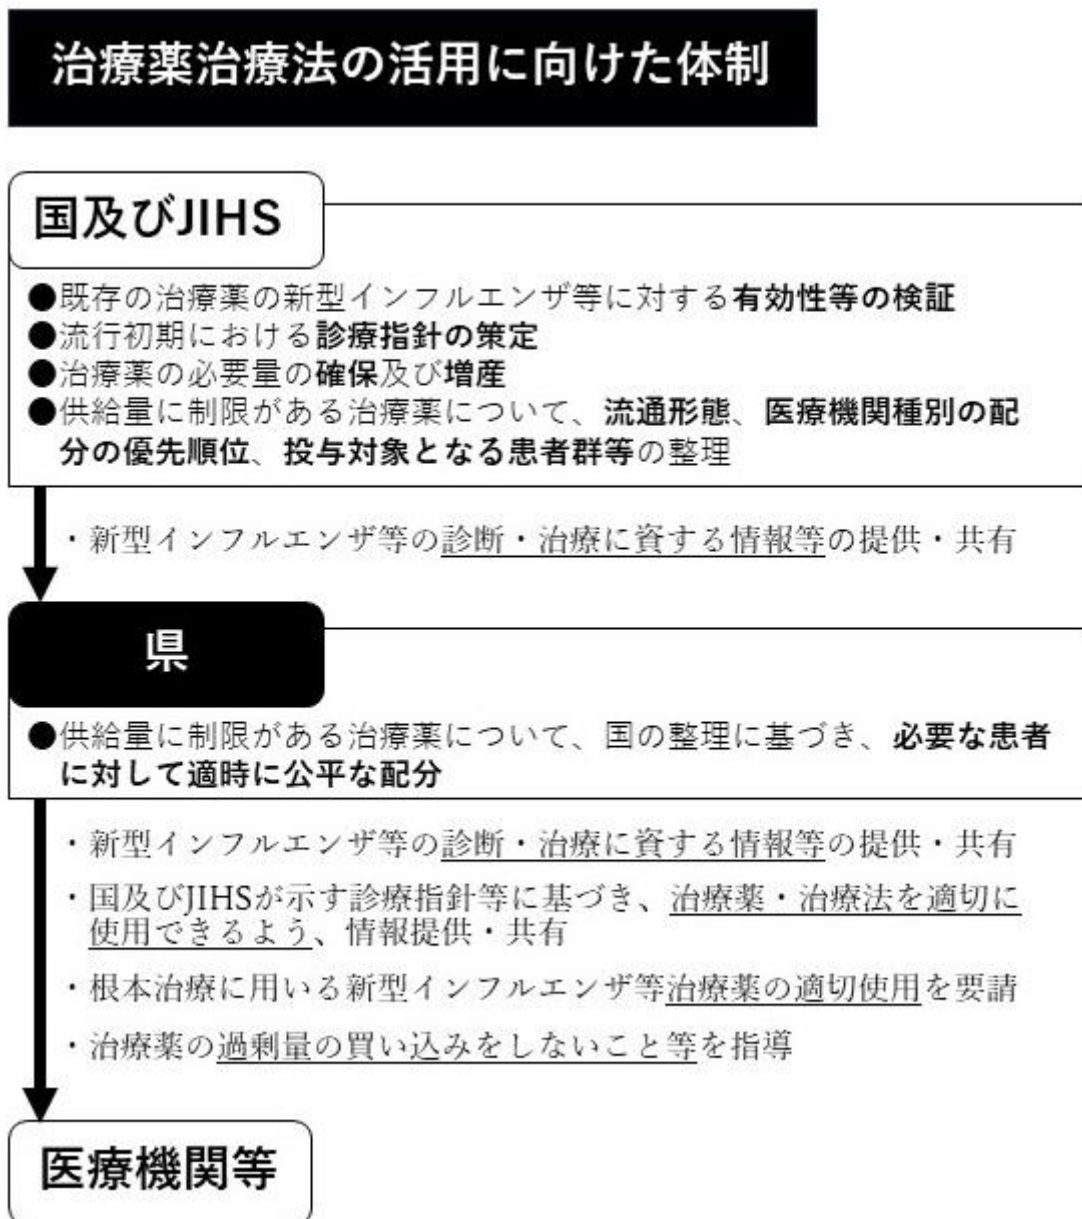 治療薬治療法の活用に向けた体制
国及びJIHS
●既存の治療薬の新型インフルエンザ等に対する有効性等の検証
●流行初期における診療指針の策定
●治療薬の必要量の確保及び増産
●供給量に制限がある治療薬について、流通形態、医療機関種別の配
分の優先順位、投与対象となる患者群等の整理
・新型インフルエンザ等の診断・治療に資する情報等の提供・共有
県
●供給量に制限がある治療薬について、国の整理に基づき、必要な患者
に対して適時に公平な配分
・新型インフルエンザ等の診断・治療に資する情報等の提供・共有
・国及びJIHSが示す診療指針等に基づき、治療薬・治療法を適切に
使用できるよう、情報提供・共有
・根本治療に用いる新型インフルエンザ等治療薬の適切使用を要請
・治療薬の過剰量の買い込みをしないこと等を指導
医療機関等